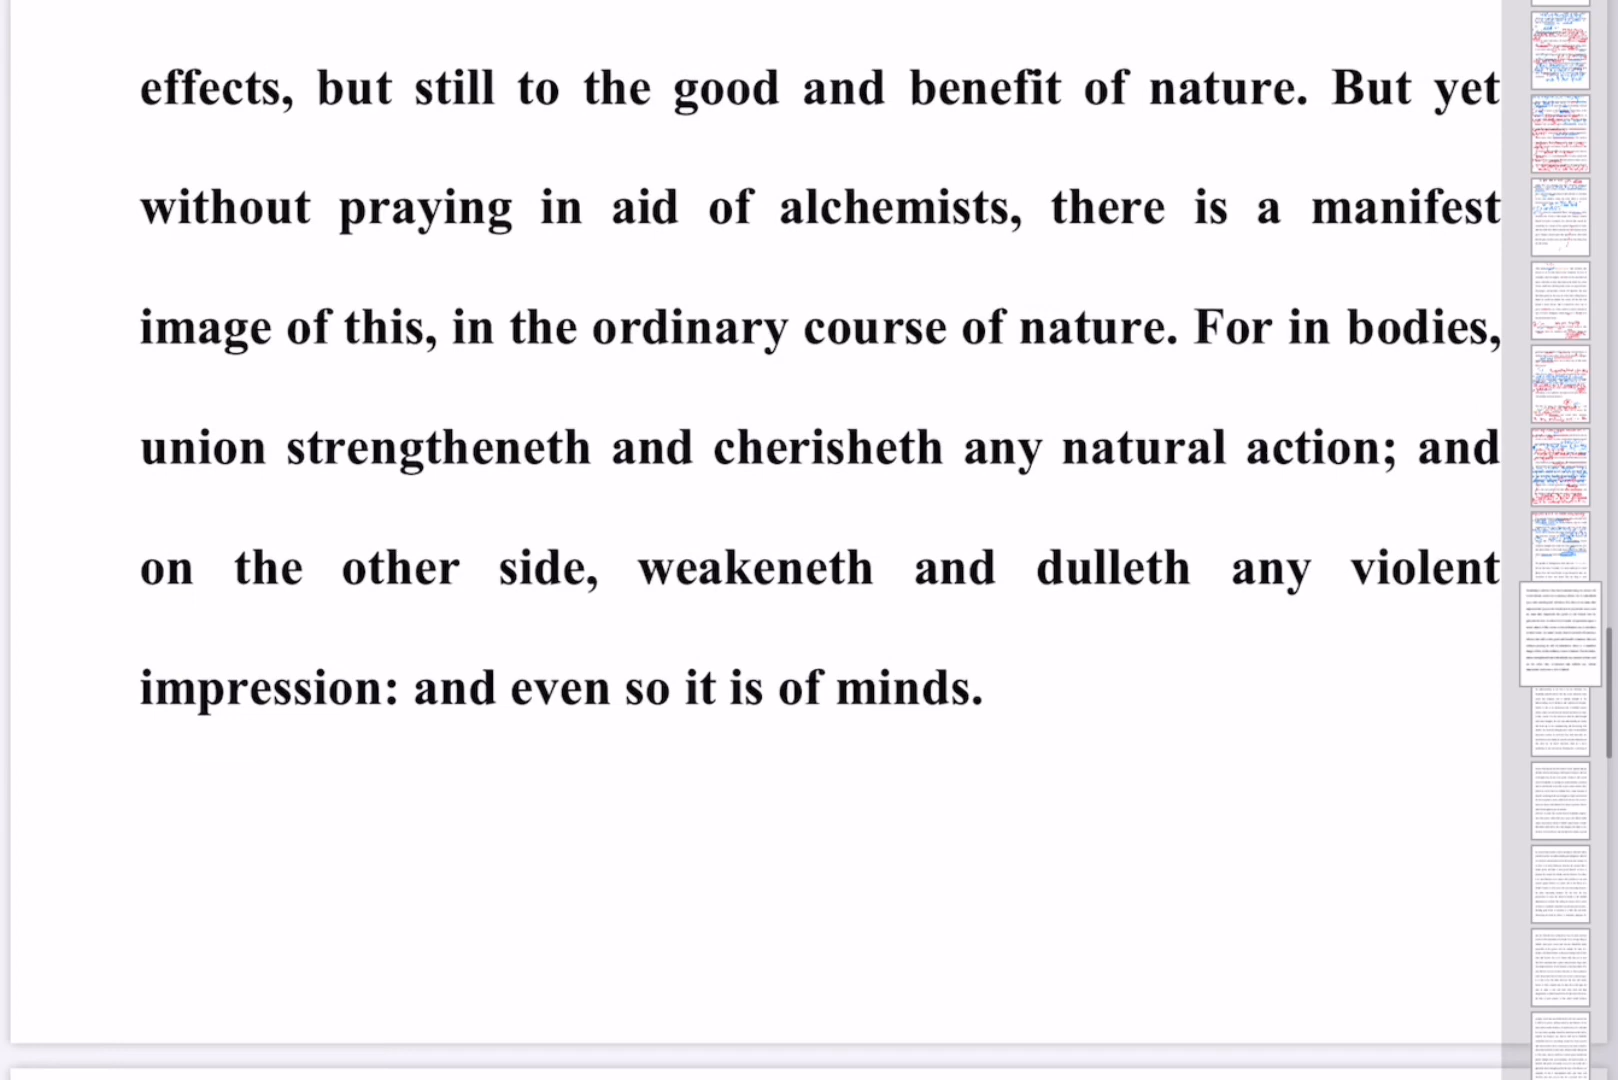 effects, but still to the good and benefit of nature. But yet
without praying in aid of alchemists, there is a manifest
image of this, in the ordinary course of nature. For in bodies,
union strengtheneth and cherisheth any natural action; and
on the other side, weakeneth and dulleth any violent
impression: and even so it is of minds.